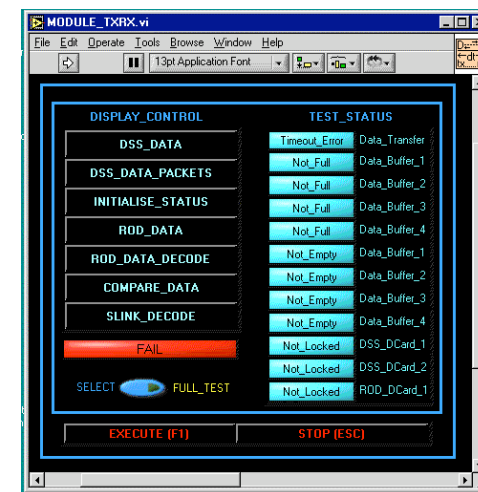 MODULE_TXRX.vi
File Edit Operate Tools Browse Window Help
13pt Application Font
DISPLAY_CONTROL
DSS_DATA
DSS_DATA_PACKETS
INITIALISE_STATUS
ROD_DATA
ROD_DATA_DECODE
COMPARE_DATA
SLINK_DECODE
FAIL
SELECT FULL_TEST
TEST_STATUS
Timeout_Error Data_Transfer
Not_Full Data_Buffer_1
Not_Full Data_Buffer_2
Not_Full Data_Buffer_3
Not_Full Data_Buffer_4
Not_Empty Data_Buffer_1
Not_Empty Data_Buffer_2
Not_Empty Data_Buffer_3
Not_Empty Data_Buffer_4
Not_Locked DSS_DCard_1
Not_Locked DSS_DCard_2
Not_Locked ROD_DCard_1
EXECUTE (F1) STOP (ESC)